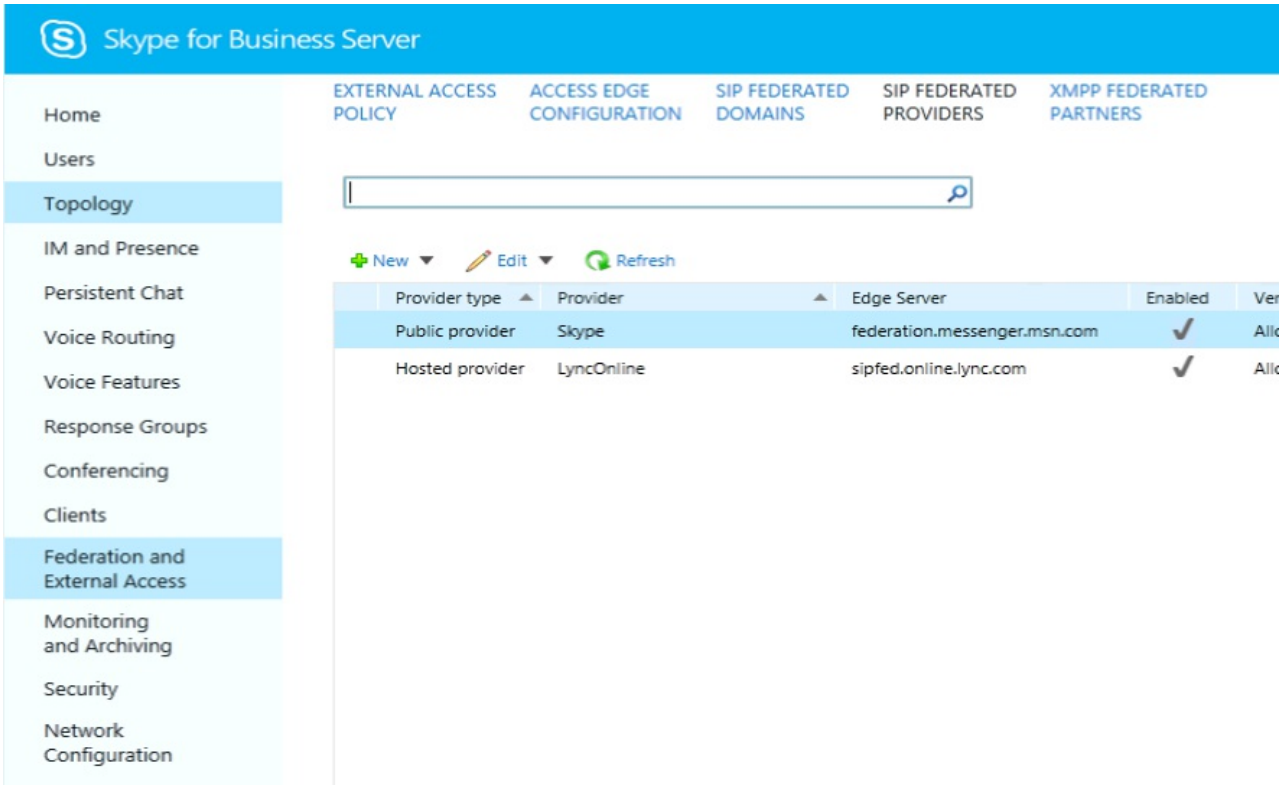 Skype for Business Server
Home
Users
Topology
IM and Presence
Persistent Chat
Voice Routing
Voice Features
Response Groups
Conferencing
Clients
Federation and
External Access
Monitoring
and Archiving
Security
Network
Configuration
EXTERNAL ACCESS
POLICY
ACCESS EDGE
CONFIGURATION
SIP FEDERATED
DOMAINS
SIP FEDERATED
PROVIDERS
XMPP FEDERATED
PARTNERS
New Edit Refresh
Provider type Provider Edge Server Enabled Ver
Public provider Skype federation.messenger.msn.com Allo
Hosted provider LyncOnline sipfed.online.lync.com Allo